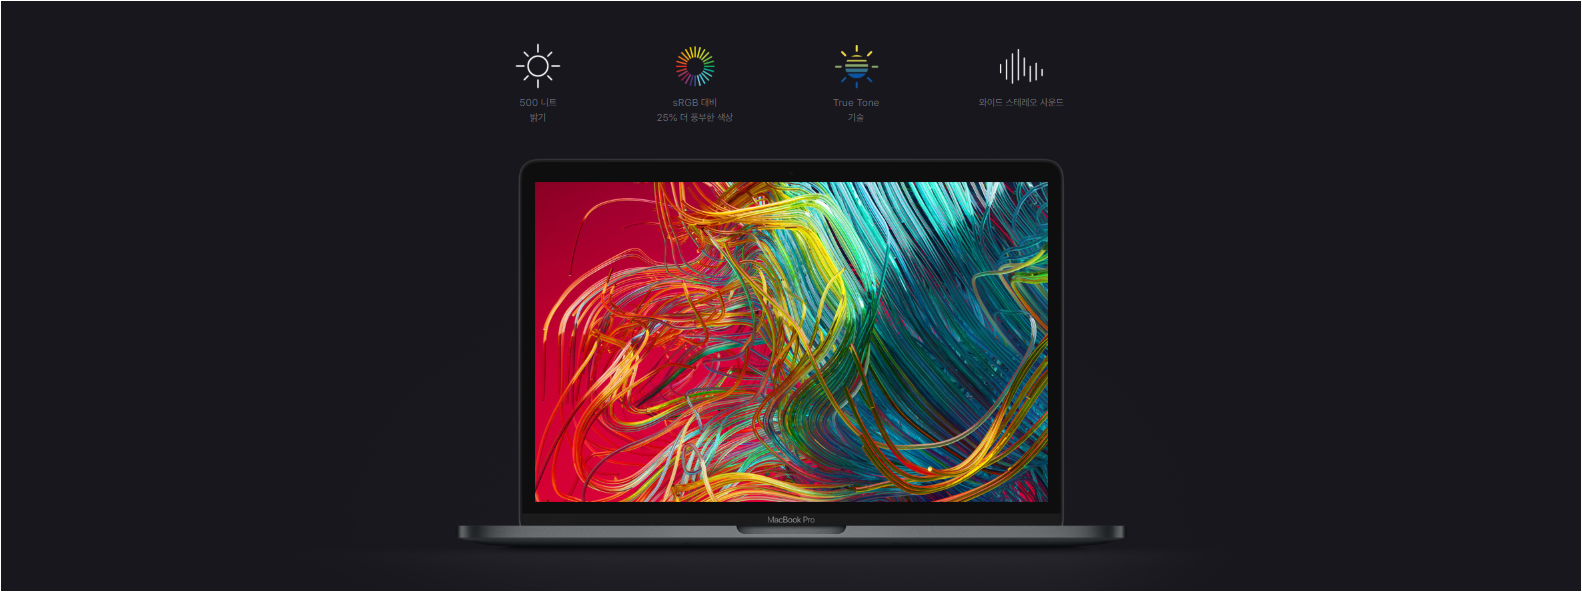 500 니트
밝기
sRGB 대비
25% 더 풍부한 색상
True Tone
기술
와이드 스테레오 사운드
MacBook Pro